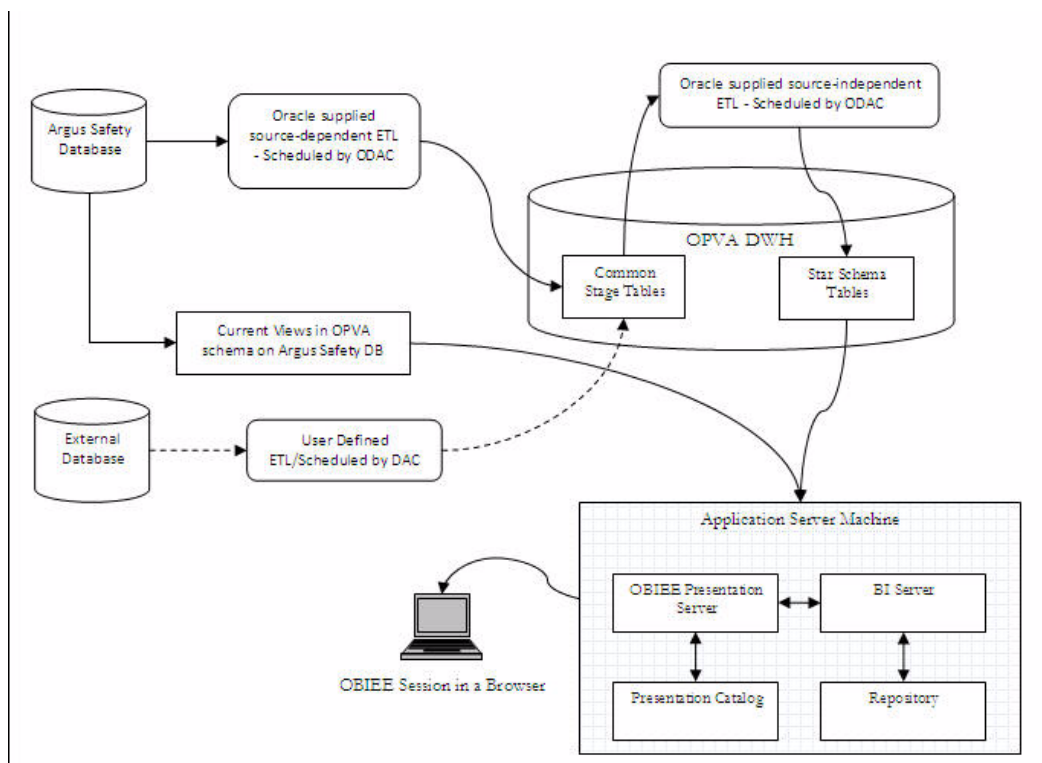 Argus Safety
Database
Oracle supplied
source-dependent ETL
- Scheduled by ODAC
Oracle supplied source-independent
ETL - Scheduled by ODAC
OPVA DWH
Common
Stage Tables
Star Schema
Tables
Current Views in OPVA
schema on Argus Safety DB
External
Database
User Defined
ETL/Scheduled by DAC
Application Server Machine
OBIEE Presentation
Server
BI Server
Presentation Catalog
Repository
OBIEE Session in a Browser